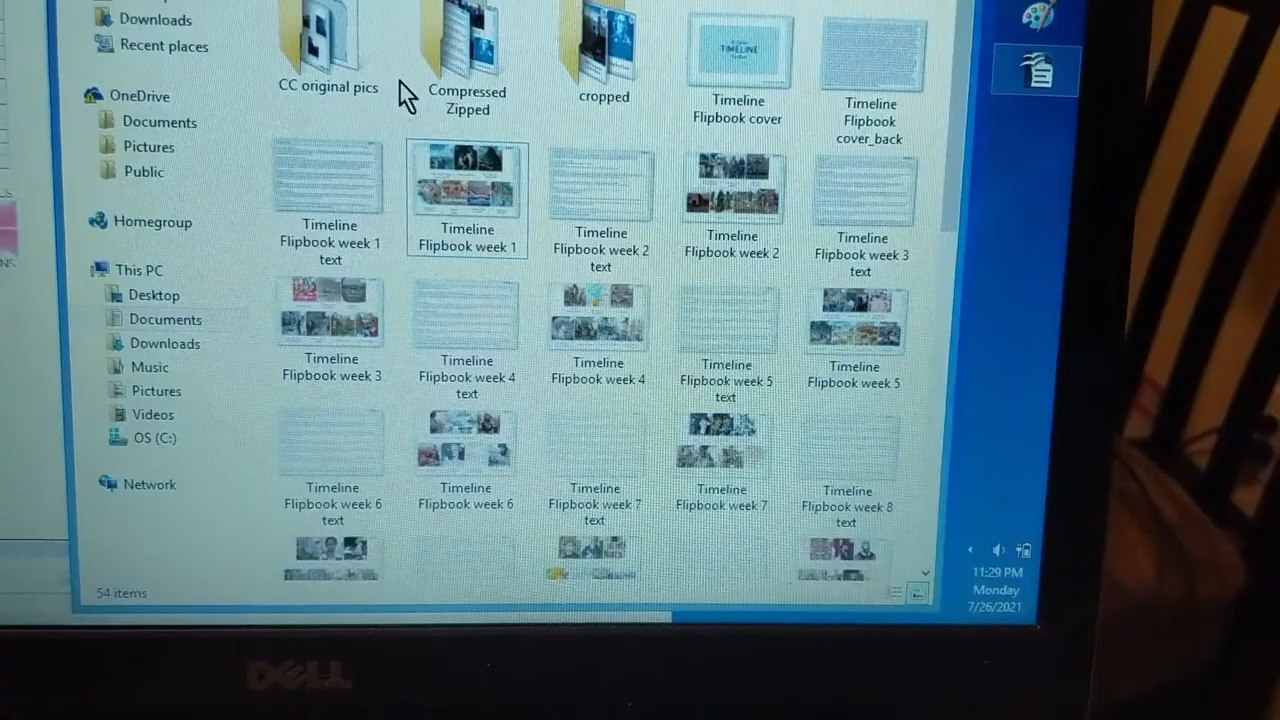 Downloads
Recent places
OneDrive
Documents
Pictures
Public
Homegroup
This PC
Desktop
Documents
Downloads
Music
Pictures
Videos
OS (C:)
Network
54 items
CC original pics
Compressed
Zipped
cropped
TIMELINE
Timeline
Flipbook cover
Timeline
Flipbook
cover_back
Timeline
Flipbook week 1
text
Timeline
Flipbook week 1
Timeline
Flipbook week 2
text
Timeline
Flipbook week 2
Timeline
Flipbook week 3
text
Timeline
Flipbook week 3
Timeline
Flipbook week 4
text
Timeline
Flipbook week 4
Timeline
Flipbook week 5
text
Timeline
Flipbook week 5
Timeline
Flipbook week 6
text
Timeline
Flipbook week 6
Timeline
Flipbook week 7
text
Timeline
Flipbook week 7
Timeline
Flipbook week 8
text
11:29 PM
Monday
7/26/2021
DELL